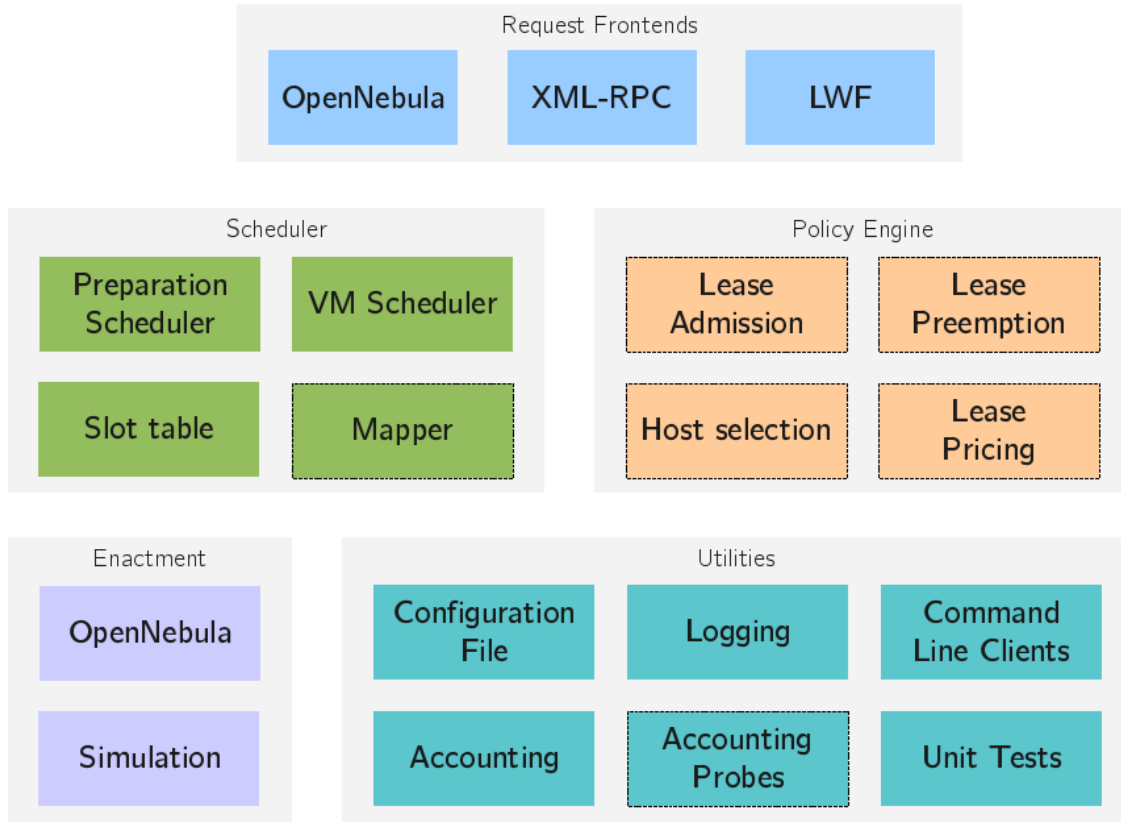 Request Frontends
OpenNebula
XML-RPC
LWF
Scheduler
Preparation
Scheduler
VM Scheduler
Slot table
Mapper
Policy Engine
Lease
Admission
Lease
Preemption
Host selection
Lease
Pricing
Enactment
OpenNebula
Simulation
Utilities
Configuration
File
Logging
Command
Line Clients
Accounting
Accounting
Probes
Unit Tests